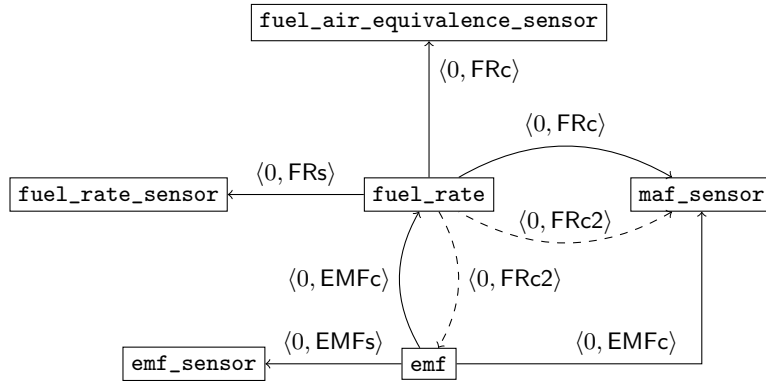 fuel_air_equivalence_sensor
⟨0, FRc⟩
⟨0, FRc⟩
⟨0, FRs⟩
fuel_rate_sensor
fuel_rate
maf_sensor
⟨0, FRc2⟩
⟨0, EMFc⟩
⟨0, FRc2⟩
⟨0, EMFs⟩
⟨0, EMFc⟩
emf_sensor
emf